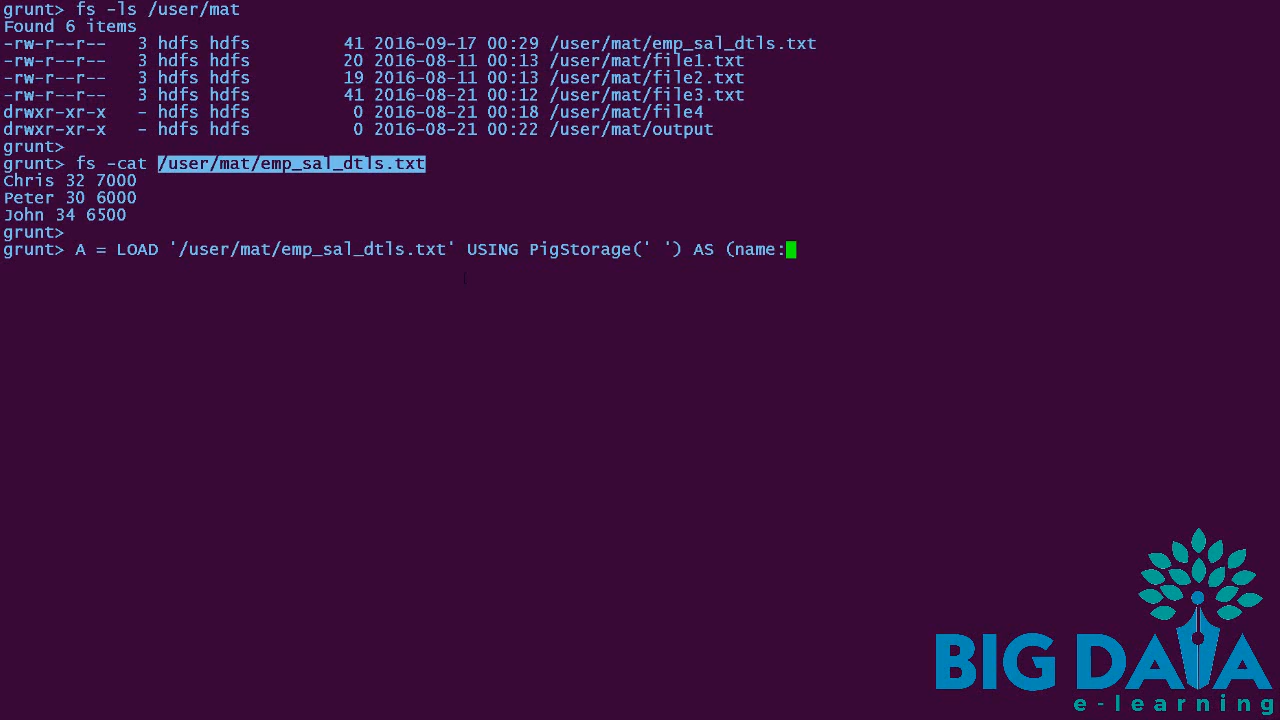 grunt> fs -ls /user/mat
Found 6 items
-rw-r--r--   3 hdfs hdfs         41 2016-09-17 00:29 /user/mat/emp_sal_dtls.txt
-rw-r--r--   3 hdfs hdfs         20 2016-08-11 00:13 /user/mat/file1.txt
-rw-r--r--   3 hdfs hdfs         19 2016-08-11 00:13 /user/mat/file2.txt
-rw-r--r--   3 hdfs hdfs         41 2016-08-21 00:12 /user/mat/file3.txt
drwxr-xr-x   - hdfs hdfs          0 2016-08-21 00:18 /user/mat/file4
drwxr-xr-x   - hdfs hdfs          0 2016-08-21 00:22 /user/mat/output
grunt>
grunt> fs -cat /user/mat/emp_sal_dtls.txt
Chris 32 7000
Peter 30 6000
John 34 6500
grunt>
grunt> A = LOAD '/user/mat/emp_sal_dtls.txt' USING PigStorage(' ') AS (name:
BIG DATA
e-learning